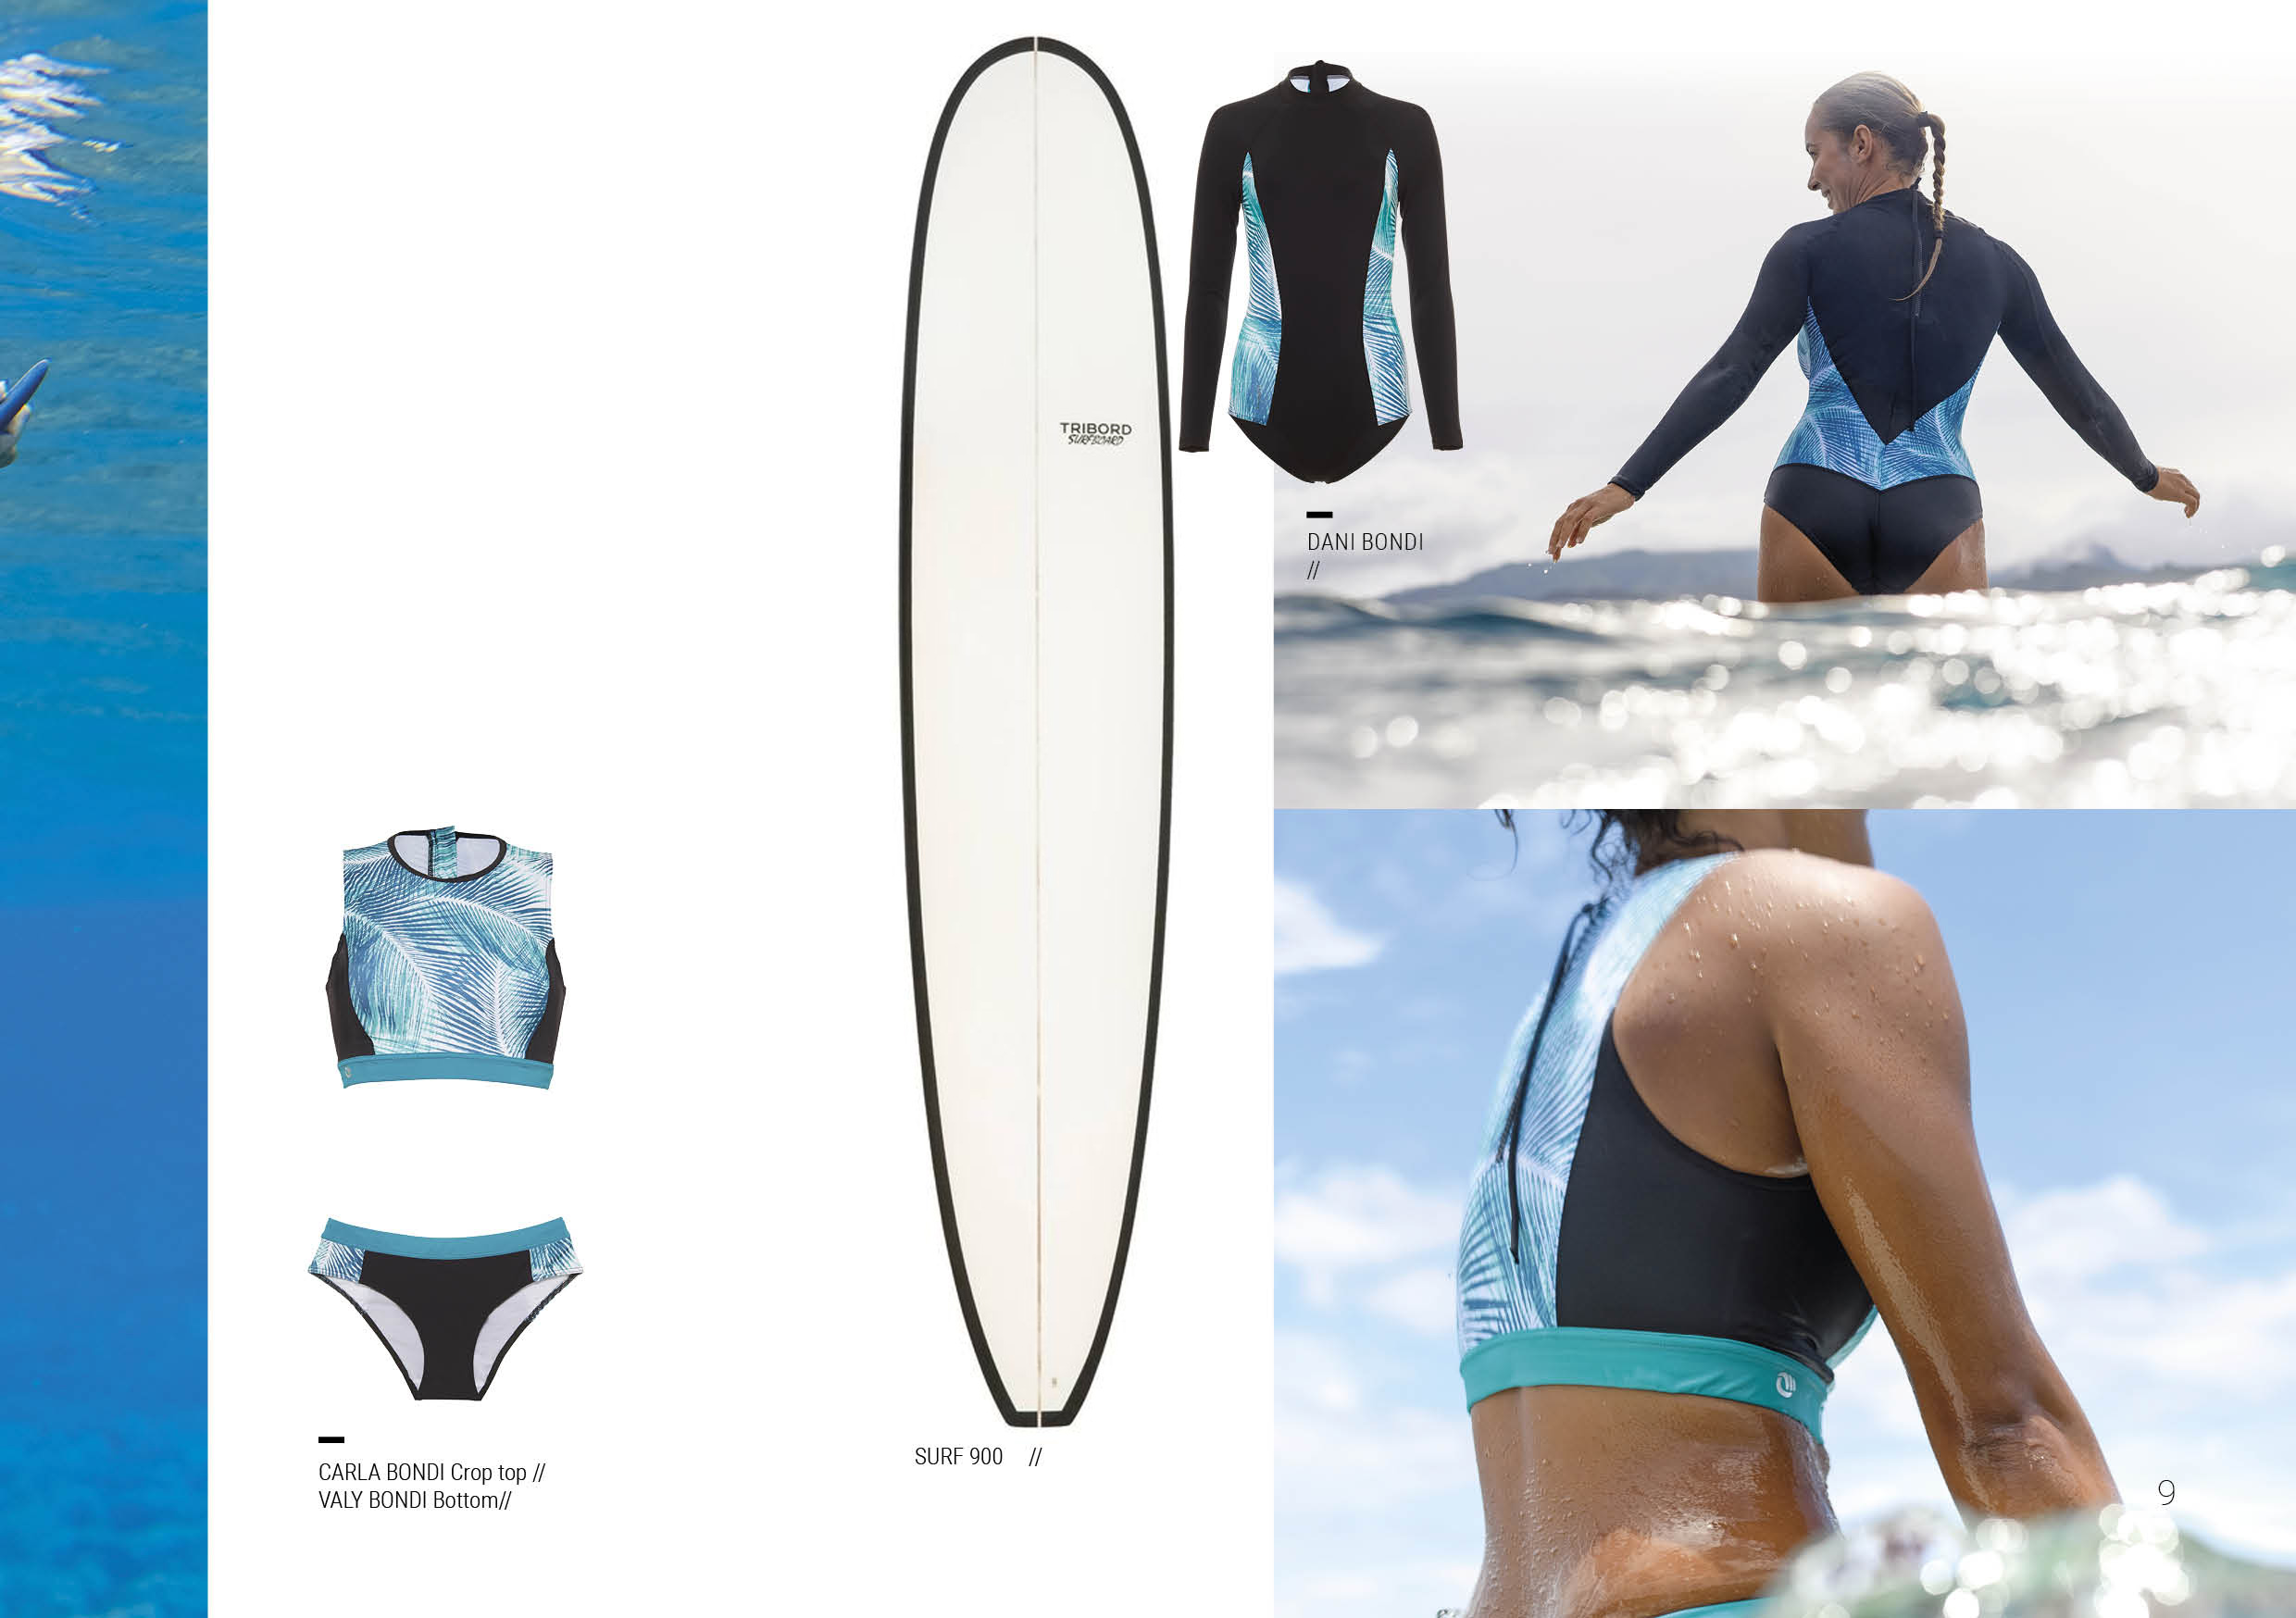 TRIBORD
SURFBOARD
DANI BONDI
//
SURF 900 //
CARLA BONDI Crop top //
VALY BONDI Bottom//
9